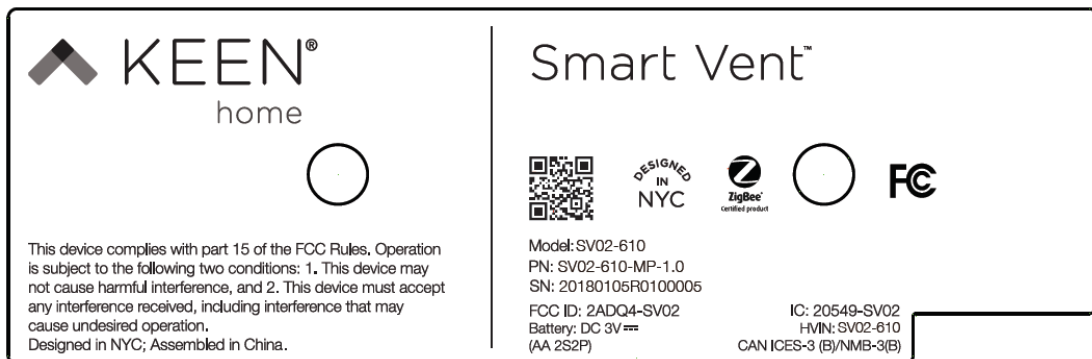 KEEN®
home
This device complies with part 15 of the FCC Rules. Operation
is subject to the following two conditions: 1. This device may
not cause harmful interference, and 2. This device must accept
any interference received, including interference that may
cause undesired operation.
Designed in NYC; Assembled in China.
Smart Vent™
DESIGNED
IN
NYC
ZigBee®
Certified product
FC
Model: SV02-610
PN: SV02-610-MP-1.0
SN: 20180105R0100005
FCC ID: 2ADQ4-SV02
Battery: DC 3V⎓
(AA 2S2P)
IC: 20549-SV02
HVIN: SV02-610
CAN ICES-3 (B)/NMB-3(B)